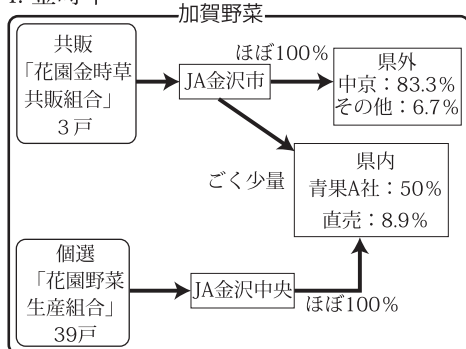 加賀野菜
共販
「花園金時草
共販組合」
3戸
JA金沢市
ほぼ100%
県外
中京：83.3%
その他：6.7%
ごく少量
県内
青果A社：50%
直売：8.9%
個選
「花園野菜
生産組合」
39戸
JA金沢中央
ほぼ100%